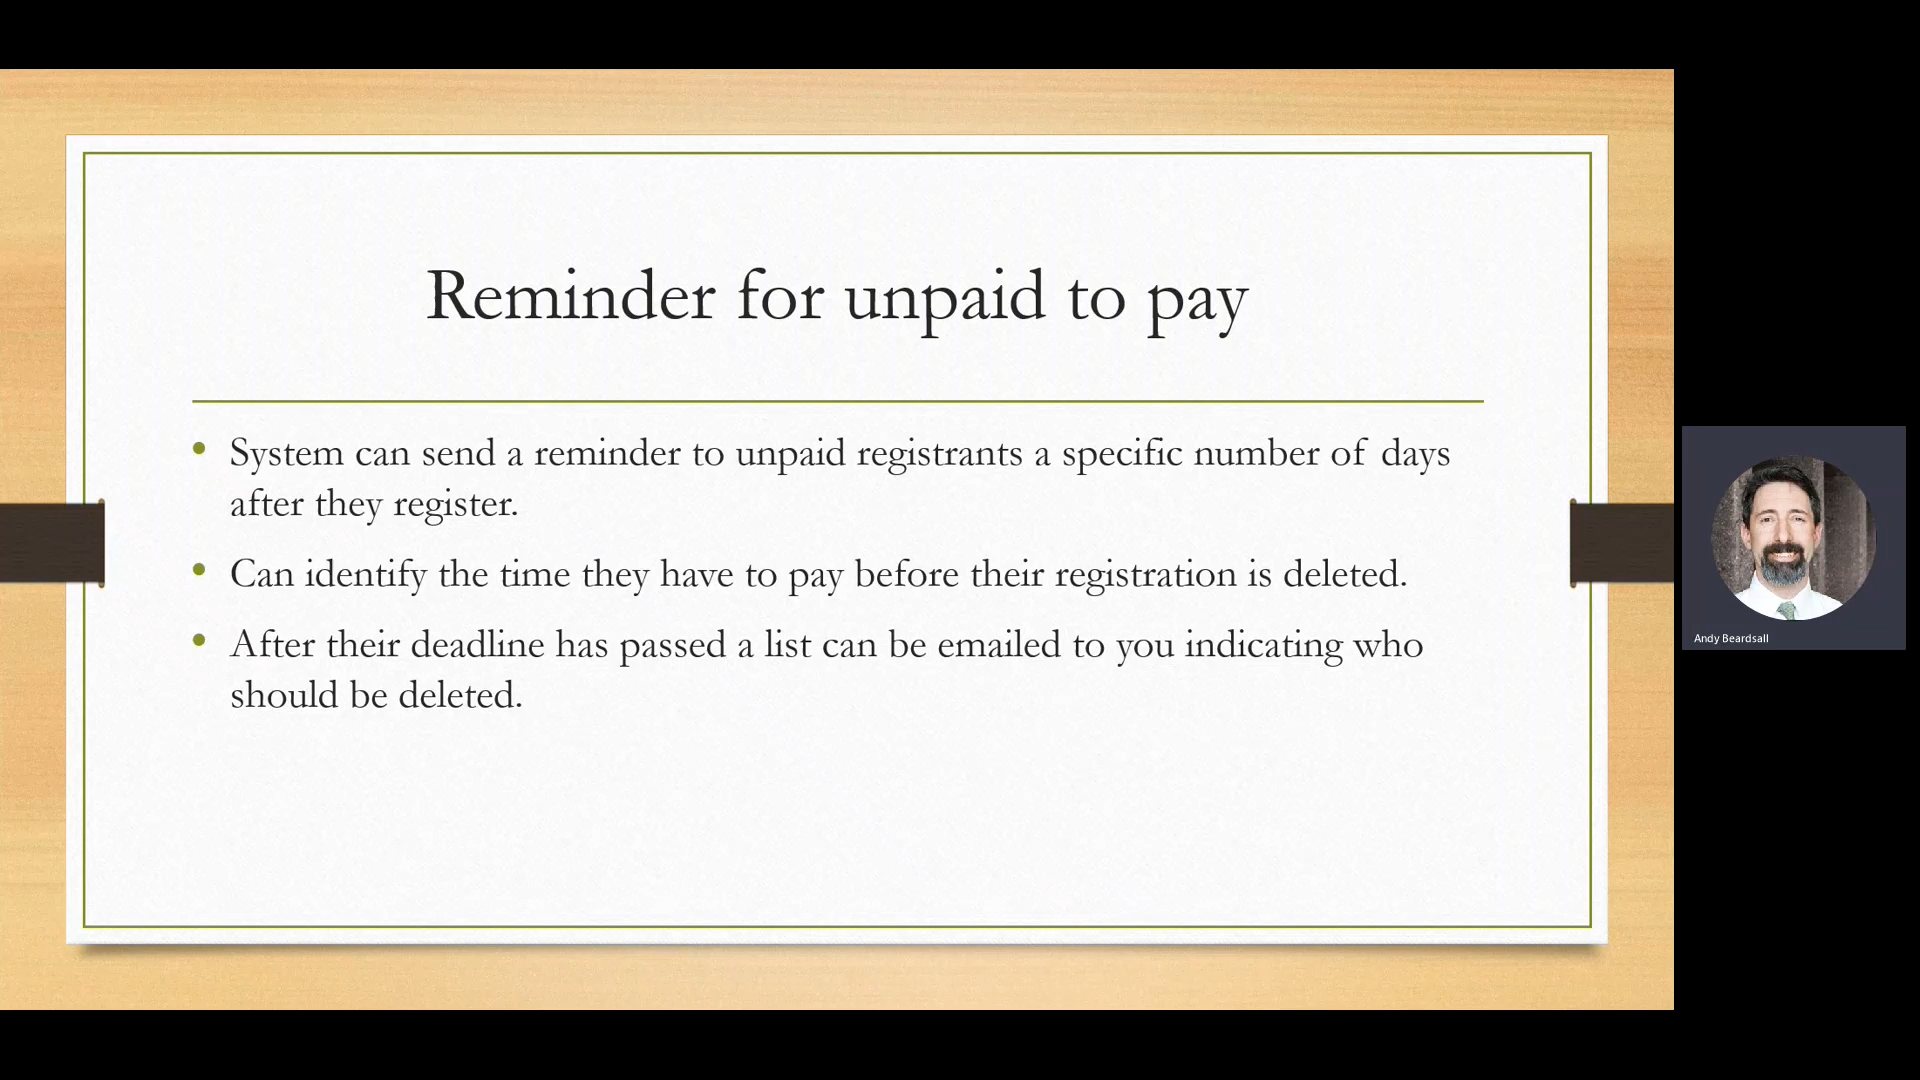 Reminder for unpaid to pay
• System can send a reminder to unpaid registrants a specific number of days
after they register.
• Can identify the time they have to pay before their registration is deleted.
• After their deadline has passed a list can be emailed to you indicating who
should be deleted.
Andy Beardsall